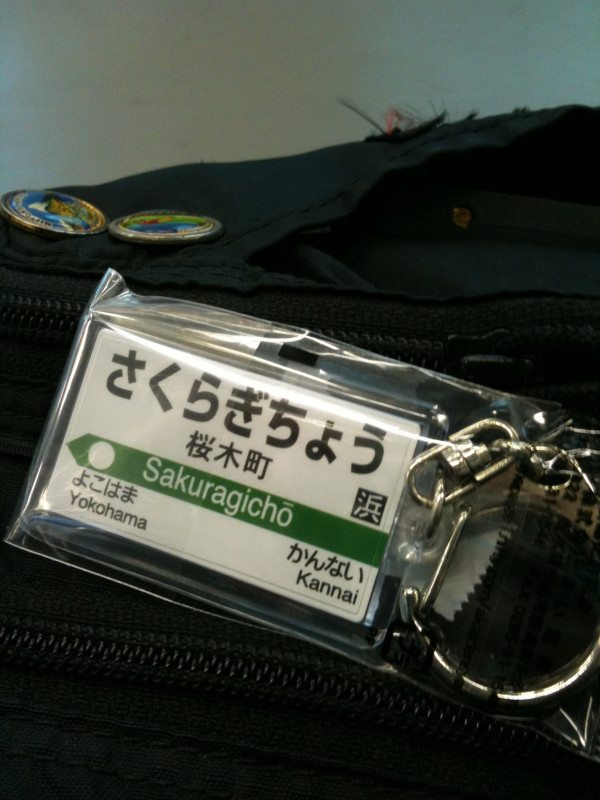 さくらぎちょう
桜木町
浜
Sakuragichō
よこはま
Yokohama
かんない
Kannai